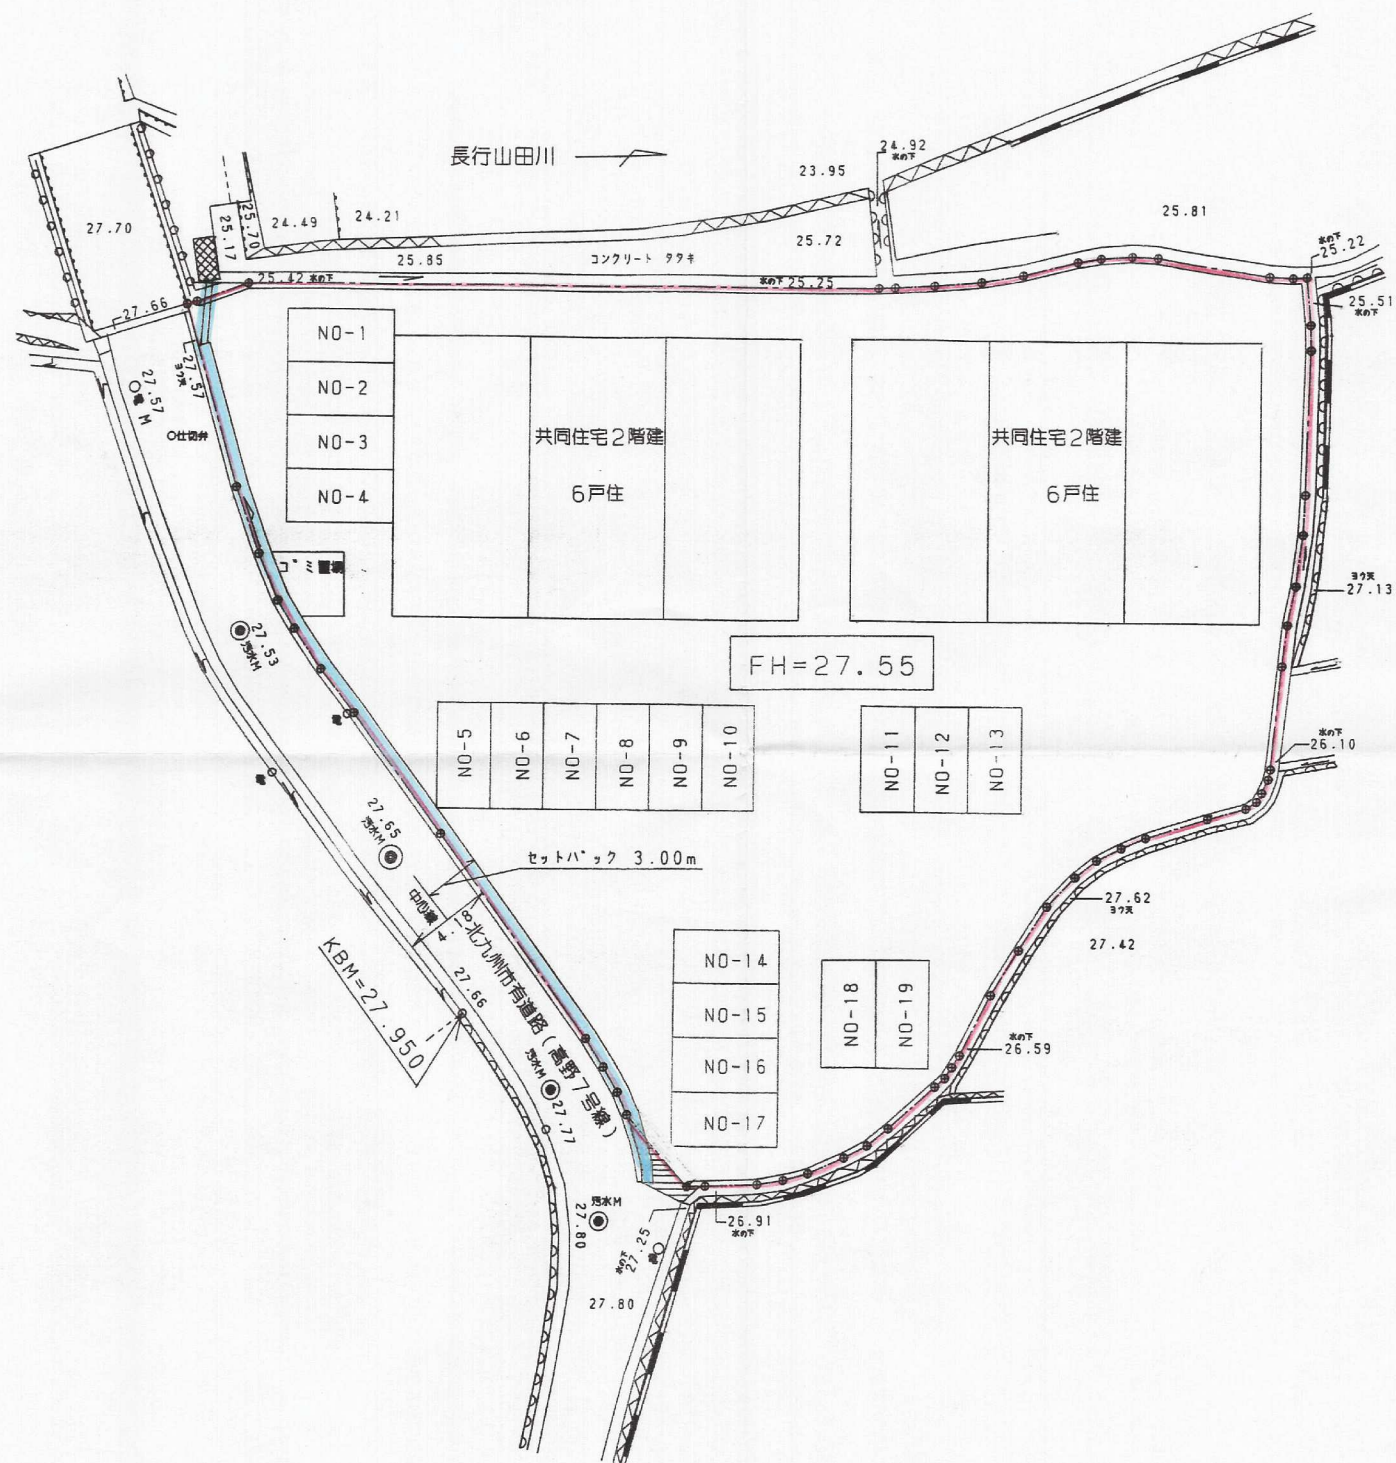 長行山田川
24.92
水の下
23.95
27.70
25.17
25.70
24.49
24.21
25.81
25.72
水の下
25.22
25.85
コンクリート タタキ
25.42 水の下
水の下 25.25
25.51
水の下
27.66
NO-1
NO-2
NO-3
NO-4
27.57
ヨウ天
27.57
M
仕切弁
共同住宅2階建
6戸住
共同住宅2階建
6戸住
ゴミ置場
ヨウ天
27.13
27.53
汚水M
FH=27.55
NO-5
NO-6
NO-7
NO-8
NO-9
NO-10
NO-11
NO-12
NO-13
水の下
26.10
27.65
汚水M
セットバック 3.00m
中心線
4.18
北九州市有道路(高野7号線)
27.62
ヨウ天
27.42
KBM=27.950
27.66
NO-14
NO-15
NO-16
NO-17
NO-18
NO-19
水の下
26.59
汚水M
27.77
汚水M
27.80
26.91
水の下
水の下
27.25
27.80